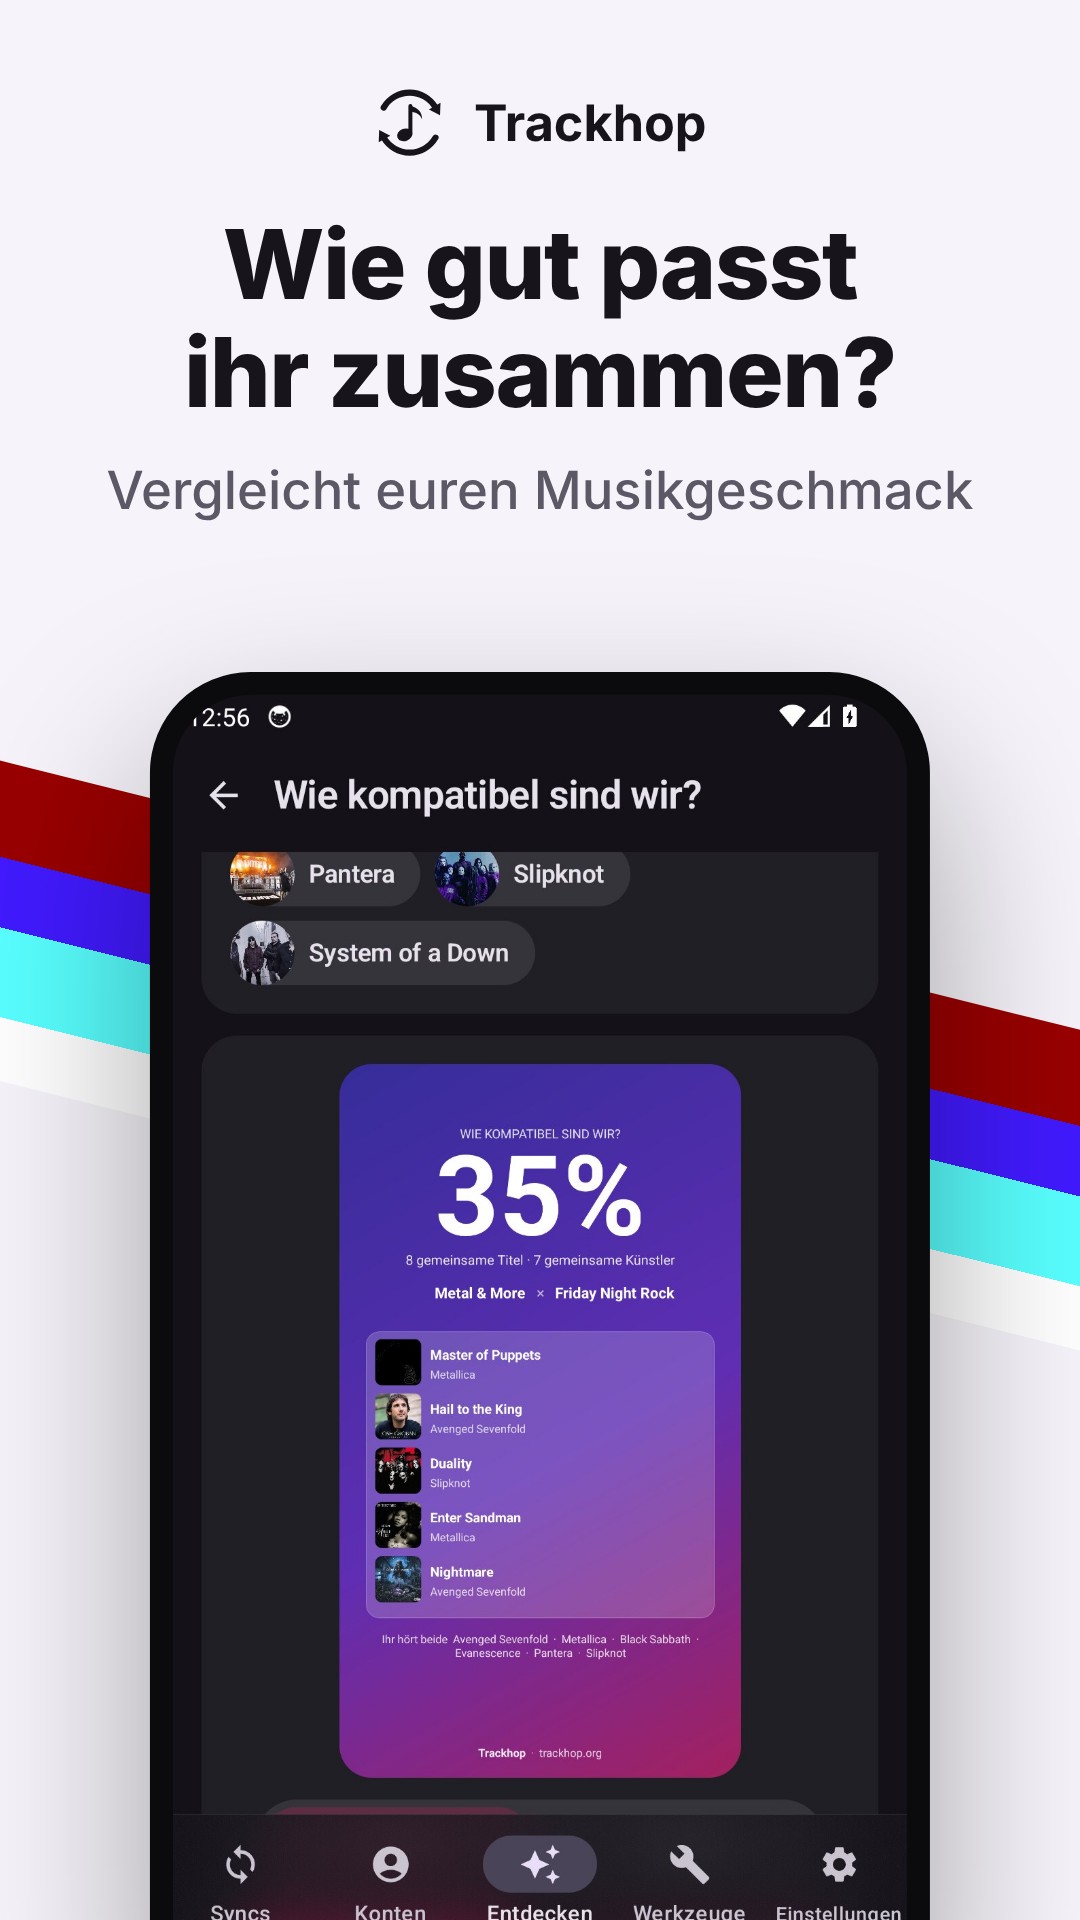 Trackhop
Wie gut passt
ihr zusammen?
Vergleicht euren Musikgeschmack
12:56
Wie kompatibel sind wir?
Pantera
Slipknot
System of a Down
WIE KOMPATIBEL SIND WIR?
35%
8 gemeinsame Titel · 7 gemeinsame Künstler
Metal & More × Friday Night Rock
Master of Puppets
Metallica
Hail to the King
Avenged Sevenfold
Duality
Slipknot
Enter Sandman
Metallica
Nightmare
Avenged Sevenfold
Ihr hört beide Avenged Sevenfold · Metallica · Black Sabbath ·
Evanescence · Pantera · Slipknot
Trackhop · trackhop.org
Syncs
Konten
Entdecken
Werkzeuge
Einstellungen